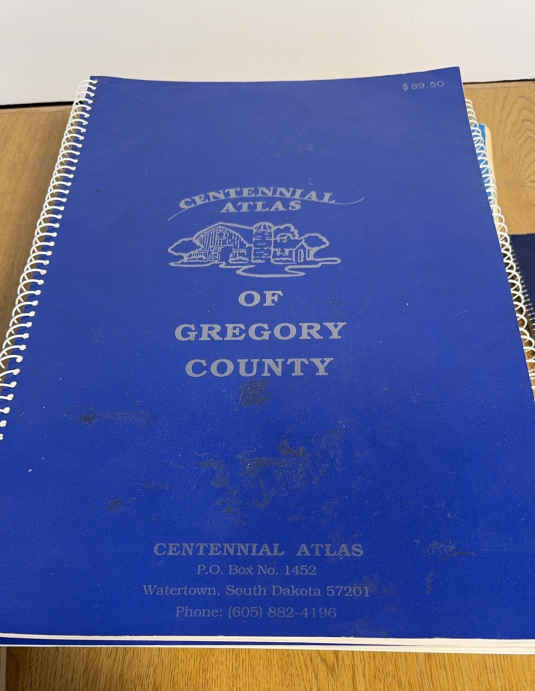 $89.50
CENTENNIAL
ATLAS
OF
GREGORY
COUNTY
CENTENNIAL ATLAS
P.O. Box No. 1452
Watertown, South Dakota 57201
Phone: (605) 882-4196